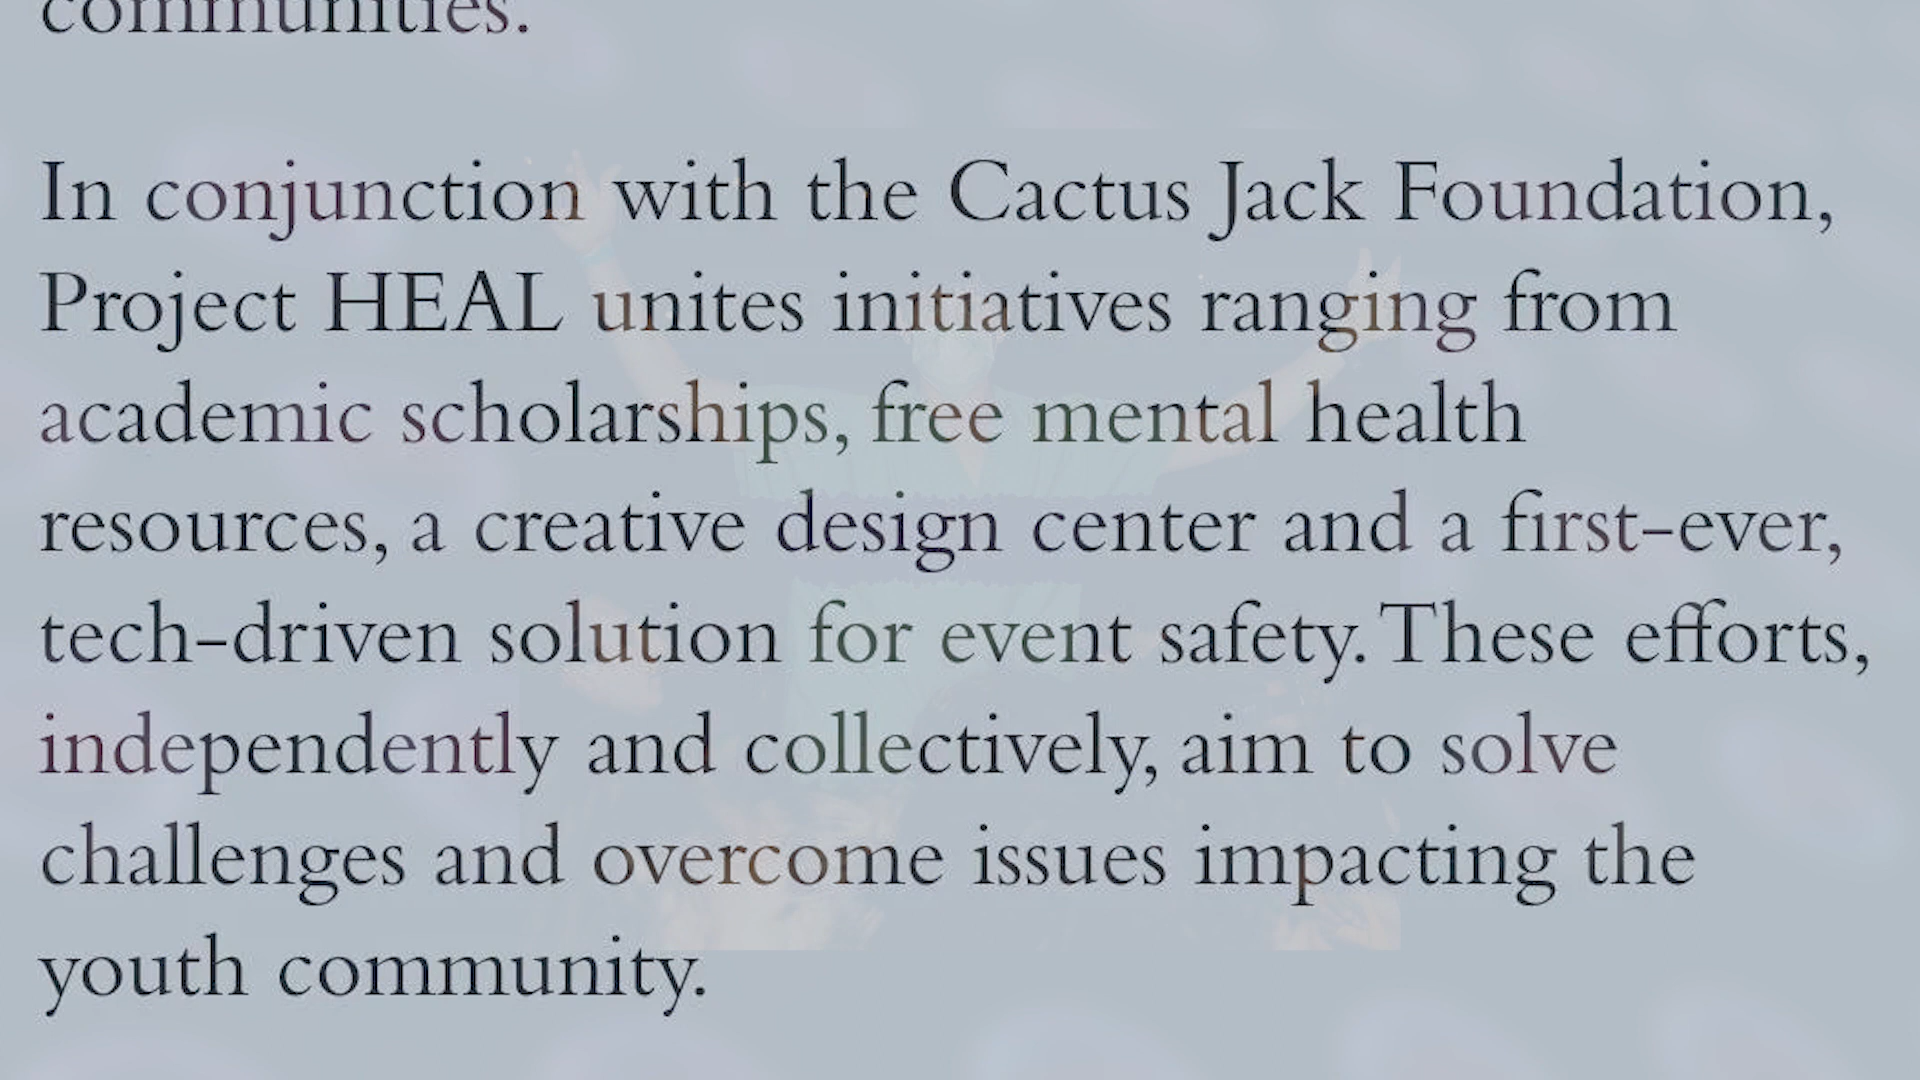 communities.
In conjunction with the Cactus Jack Foundation,
Project HEAL unites initiatives ranging from
academic scholarships, free mental health
resources, a creative design center and a first-ever,
tech-driven solution for event safety. These efforts,
independently and collectively, aim to solve
challenges and overcome issues impacting the
youth community.